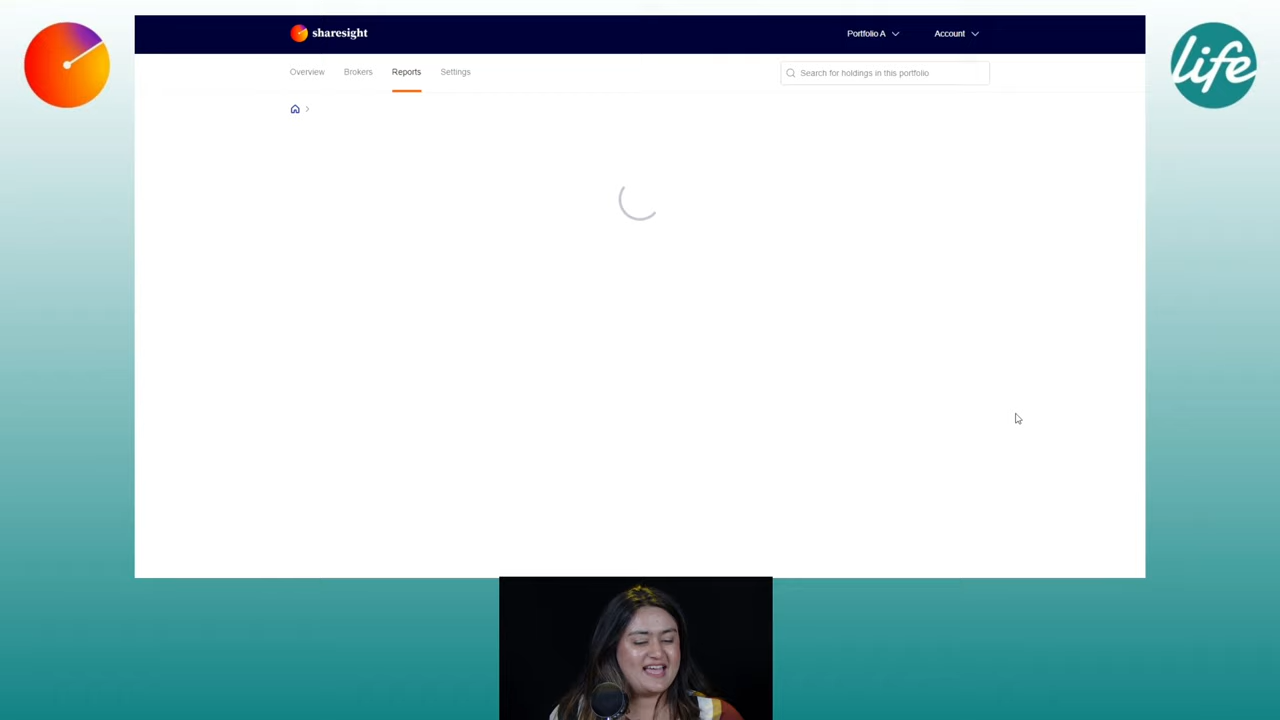 sharesight
Portfolio A
Account
life
Overview
Brokers
Reports
Settings
Search for holdings in this portfolio